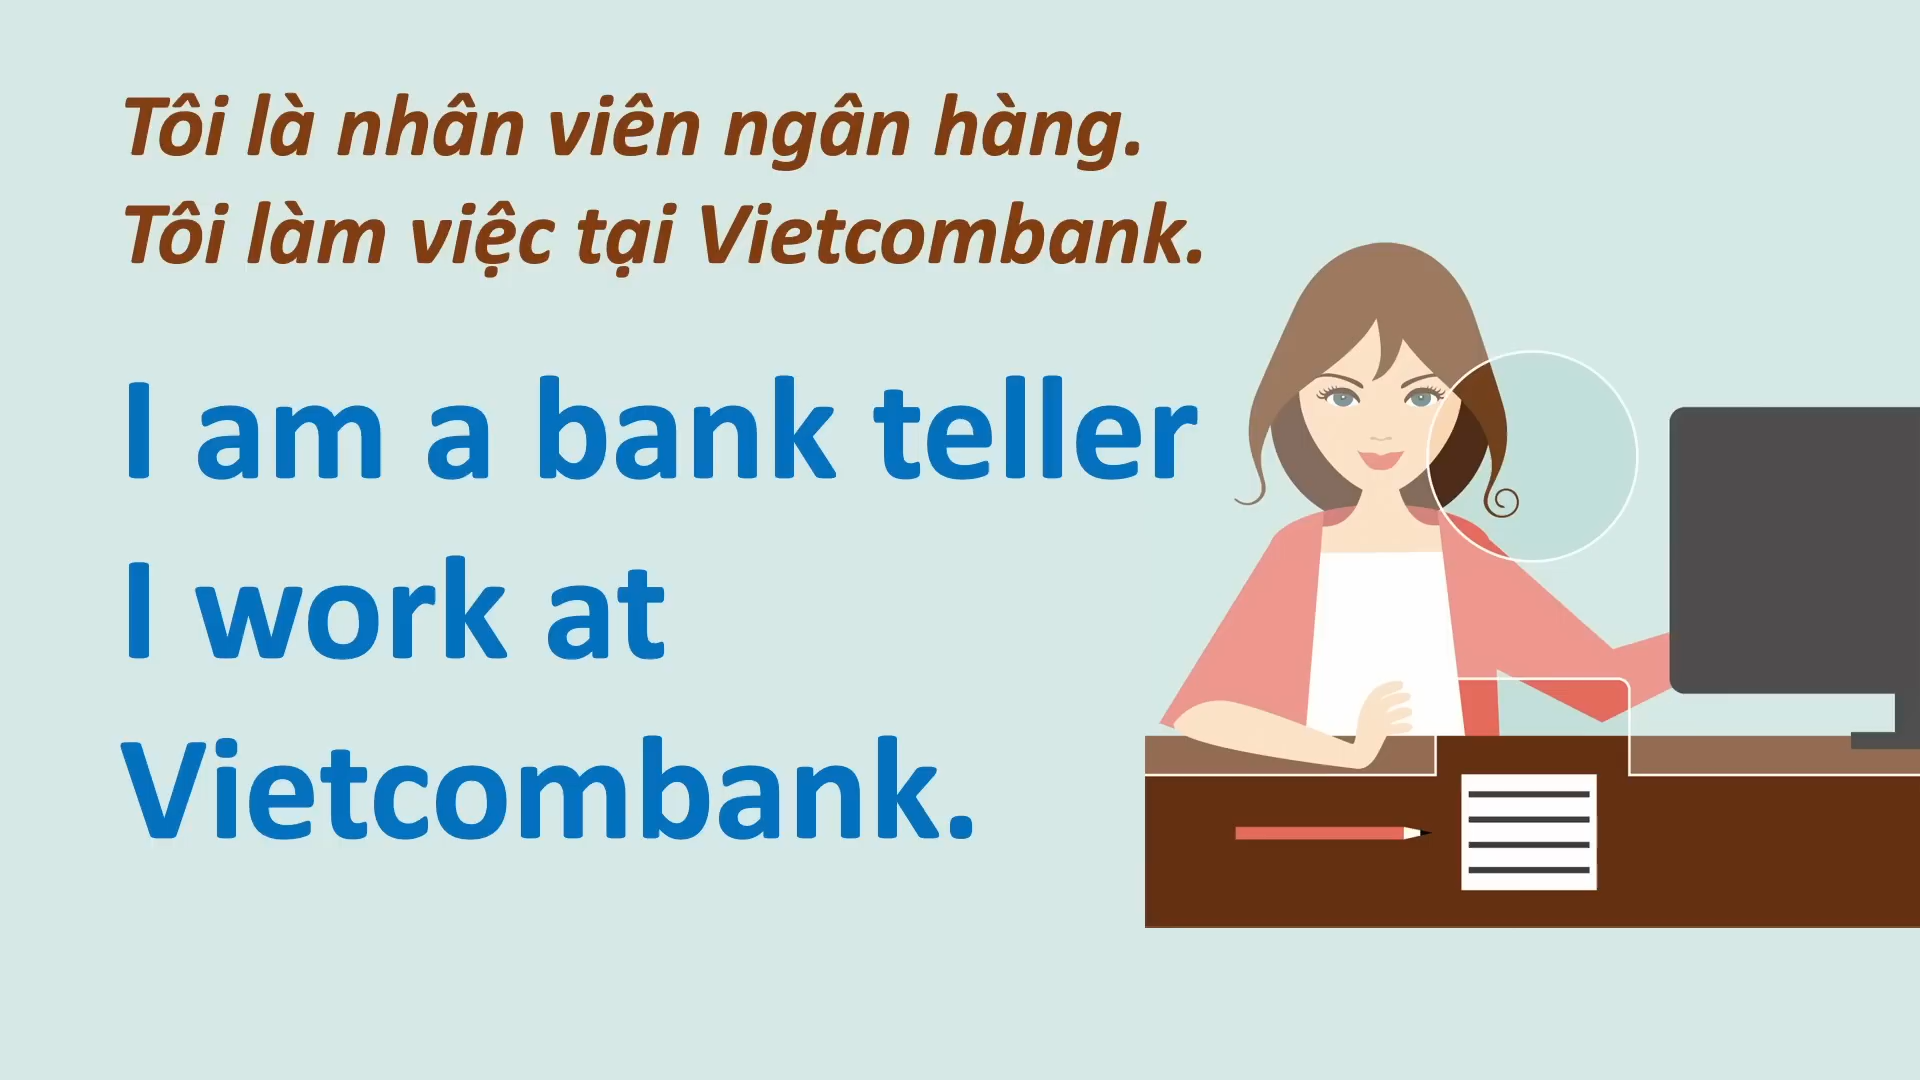 Tôi là nhân viên ngân hàng.
Tôi làm việc tại Vietcombank.
I am a bank teller
I work at
Vietcombank.